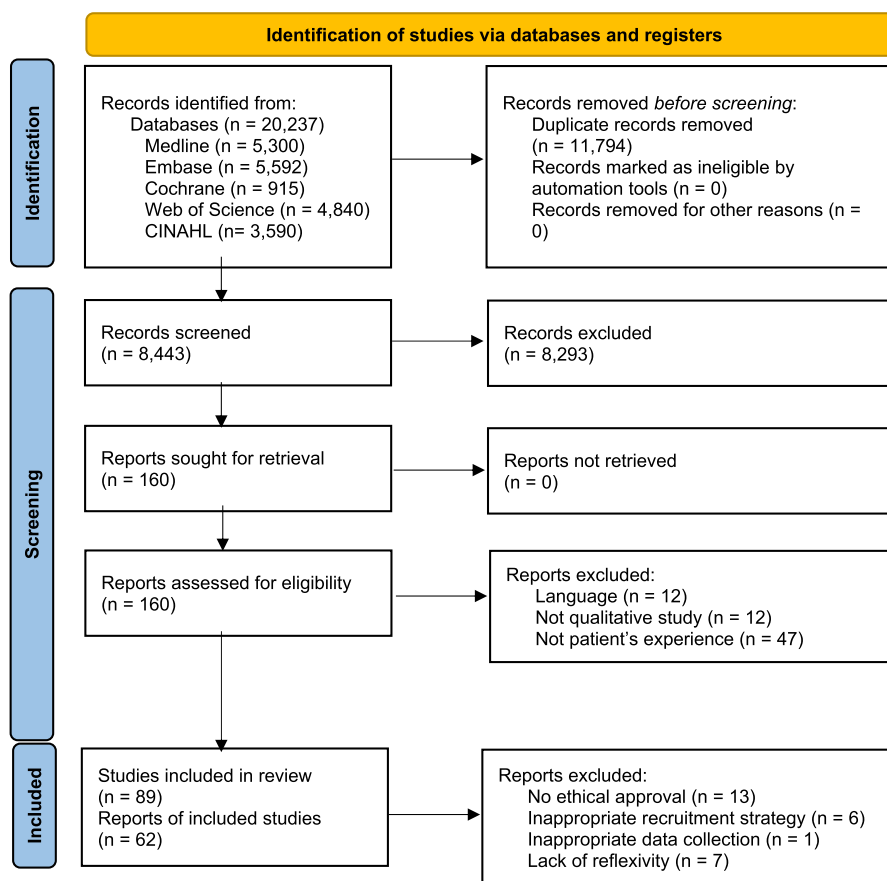 Identification of studies via databases and registers
Identification
Records identified from:
Databases (n = 20,237)
Medline (n = 5,300)
Embase (n = 5,592)
Cochrane (n = 915)
Web of Science (n = 4,840)
CINAHL (n= 3,590)
Records removed before screening:
Duplicate records removed
(n = 11,794)
Records marked as ineligible by
automation tools (n = 0)
Records removed for other reasons (n =
0)
Screening
Records screened
(n = 8,443)
Records excluded
(n = 8,293)
Reports sought for retrieval
(n = 160)
Reports not retrieved
(n = 0)
Reports assessed for eligibility
(n = 160)
Reports excluded:
Language (n = 12)
Not qualitative study (n = 12)
Not patient’s experience (n = 47)
Included
Studies included in review
(n = 89)
Reports of included studies
(n = 62)
Reports excluded:
No ethical approval (n = 13)
Inappropriate recruitment strategy (n = 6)
Inappropriate data collection (n = 1)
Lack of reflexivity (n = 7)